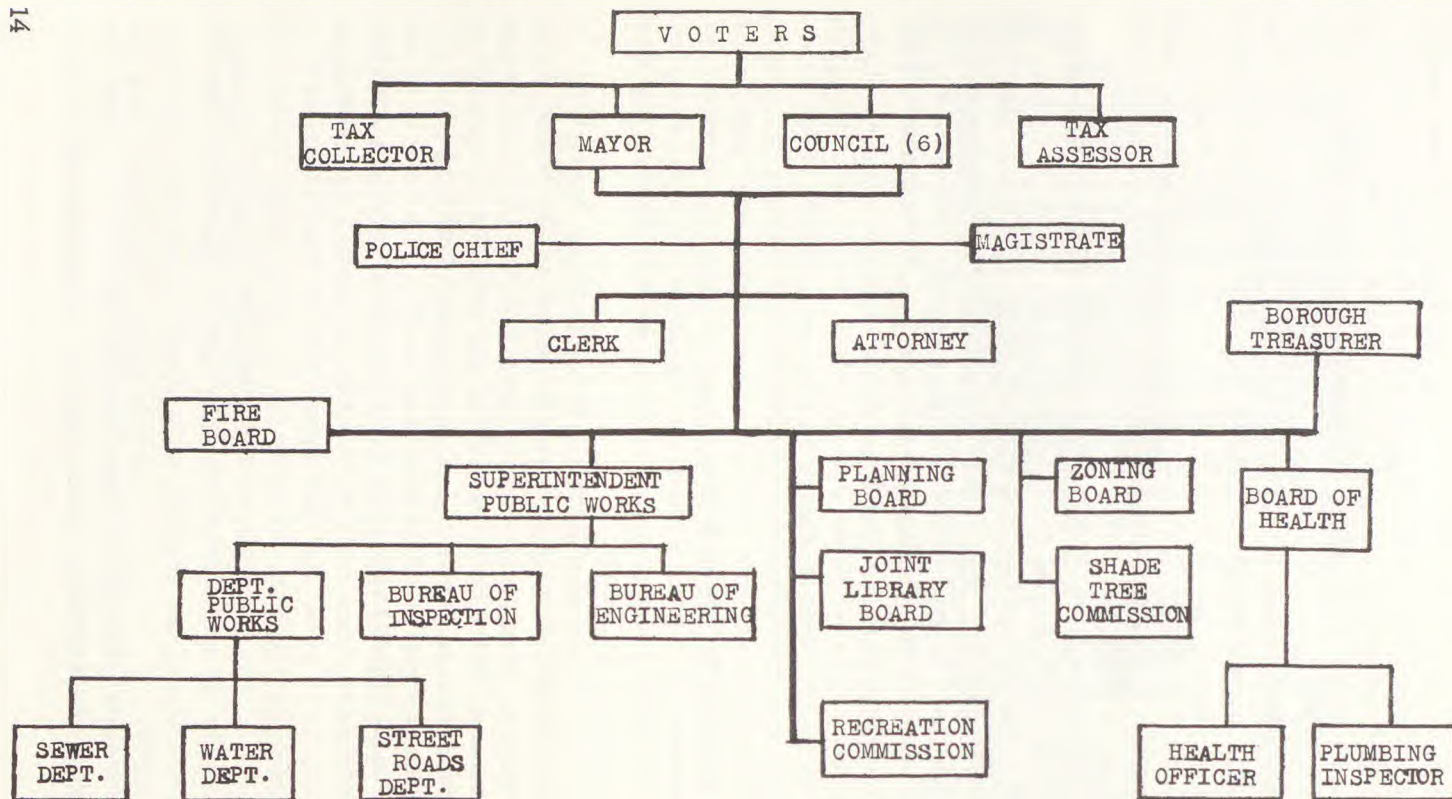 14
V O T E R S
TAX
COLLECTOR
MAYOR
COUNCIL (6)
TAX
ASSESSOR
POLICE CHIEF
MAGISTRATE
CLERK
ATTORNEY
BOROUGH
TREASURER
FIRE
BOARD
SUPERINTENDENT
PUBLIC WORKS
PLANNING
BOARD
ZONING
BOARD
BOARD OF
HEALTH
DEPT.
PUBLIC
WORKS
BUREAU OF
INSPECTION
BUREAU OF
ENGINEERING
JOINT
LIBRARY
BOARD
SHADE
TREE
COMMISSION
SEWER
DEPT.
WATER
DEPT.
STREET
ROADS
DEPT.
RECREATION
COMMISSION
HEALTH
OFFICER
PLUMBING
INSPECTOR